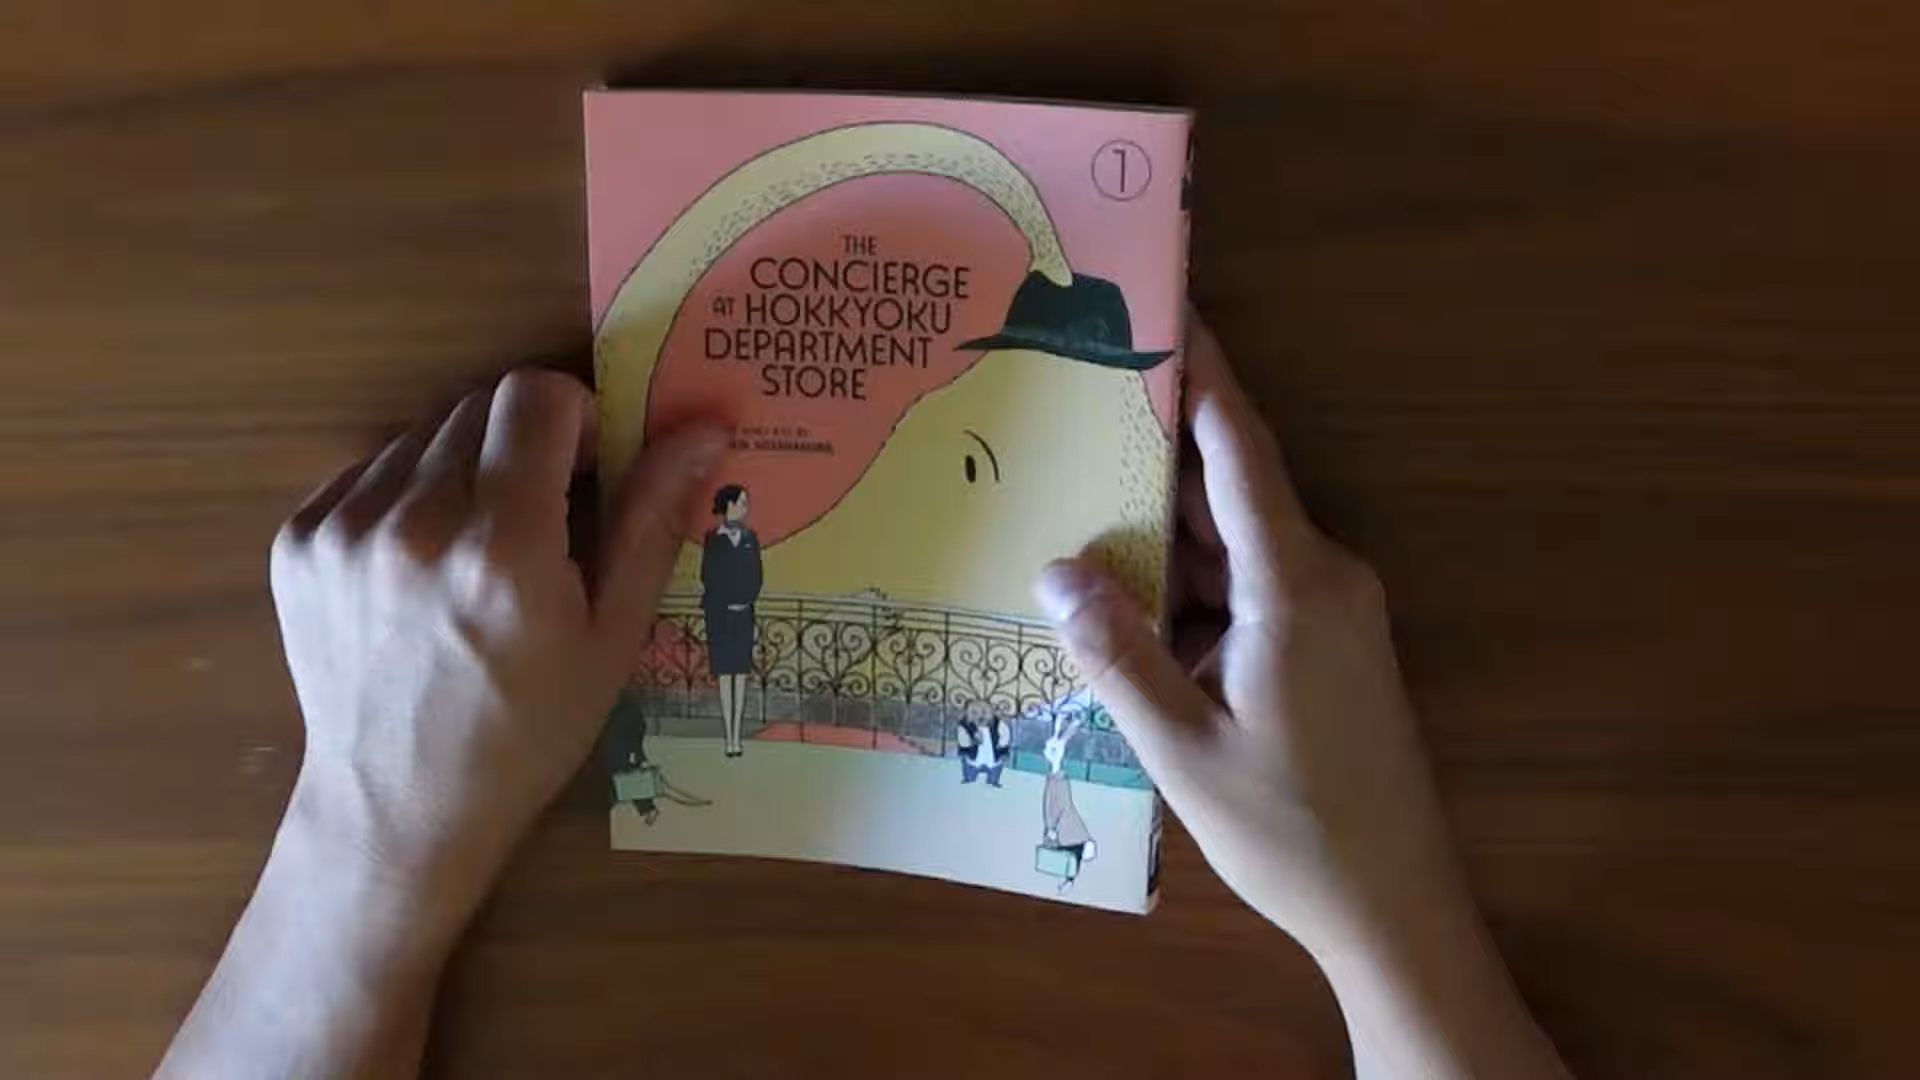 1
THE
CONCIERGE
AT HOKKYOKU
DEPARTMENT
STORE